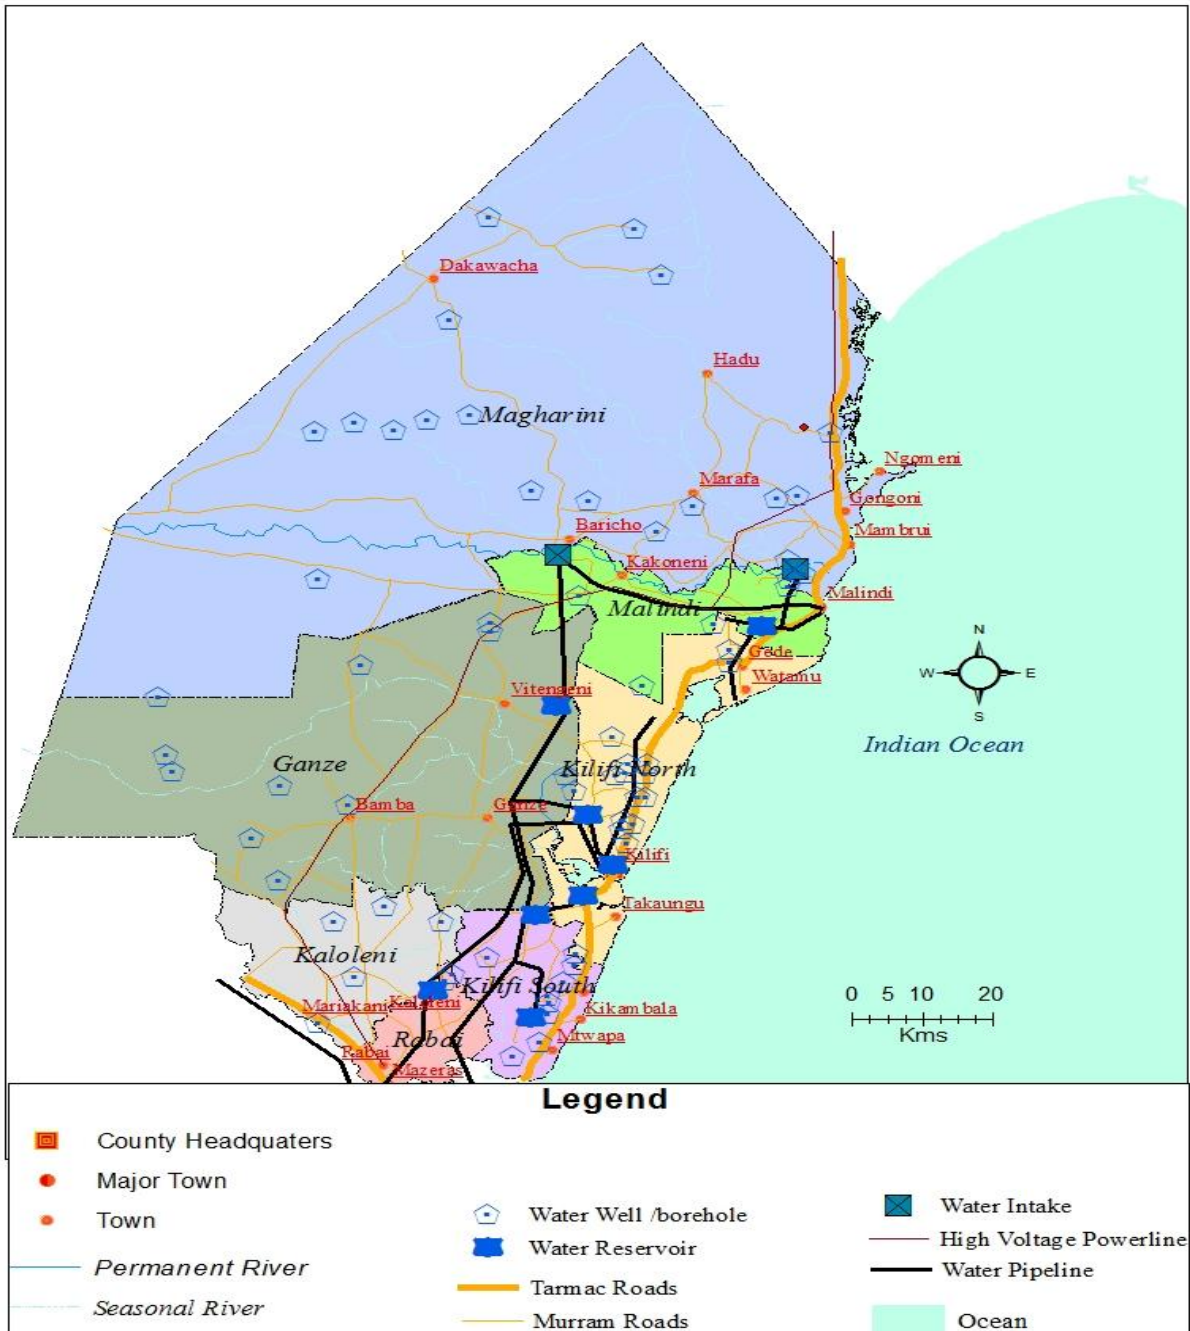 Dakawacha
Hadu
Magharini
Ngomeni
Marafa
Gongoni
Baricho
Mambrui
Kakoneni
Malindi
Malindi
Gede
Watamu
Vitengeni
N
W
E
S
Indian Ocean
Ganze
Kilifi North
Bamba
Ganze
Kilifi
Takaungu
Kaloleni
Kilifi South
Mariakani
Kaloleni
Kikambala
Rabai
Mtwapa
Rabai
Mazeras
0 5 10 20
Kms
Legend
County Headquaters
Major Town
Town
Permanent River
Seasonal River
Water Well /borehole
Water Reservoir
Tarmac Roads
Murram Roads
Water Intake
High Voltage Powerline
Water Pipeline
Ocean